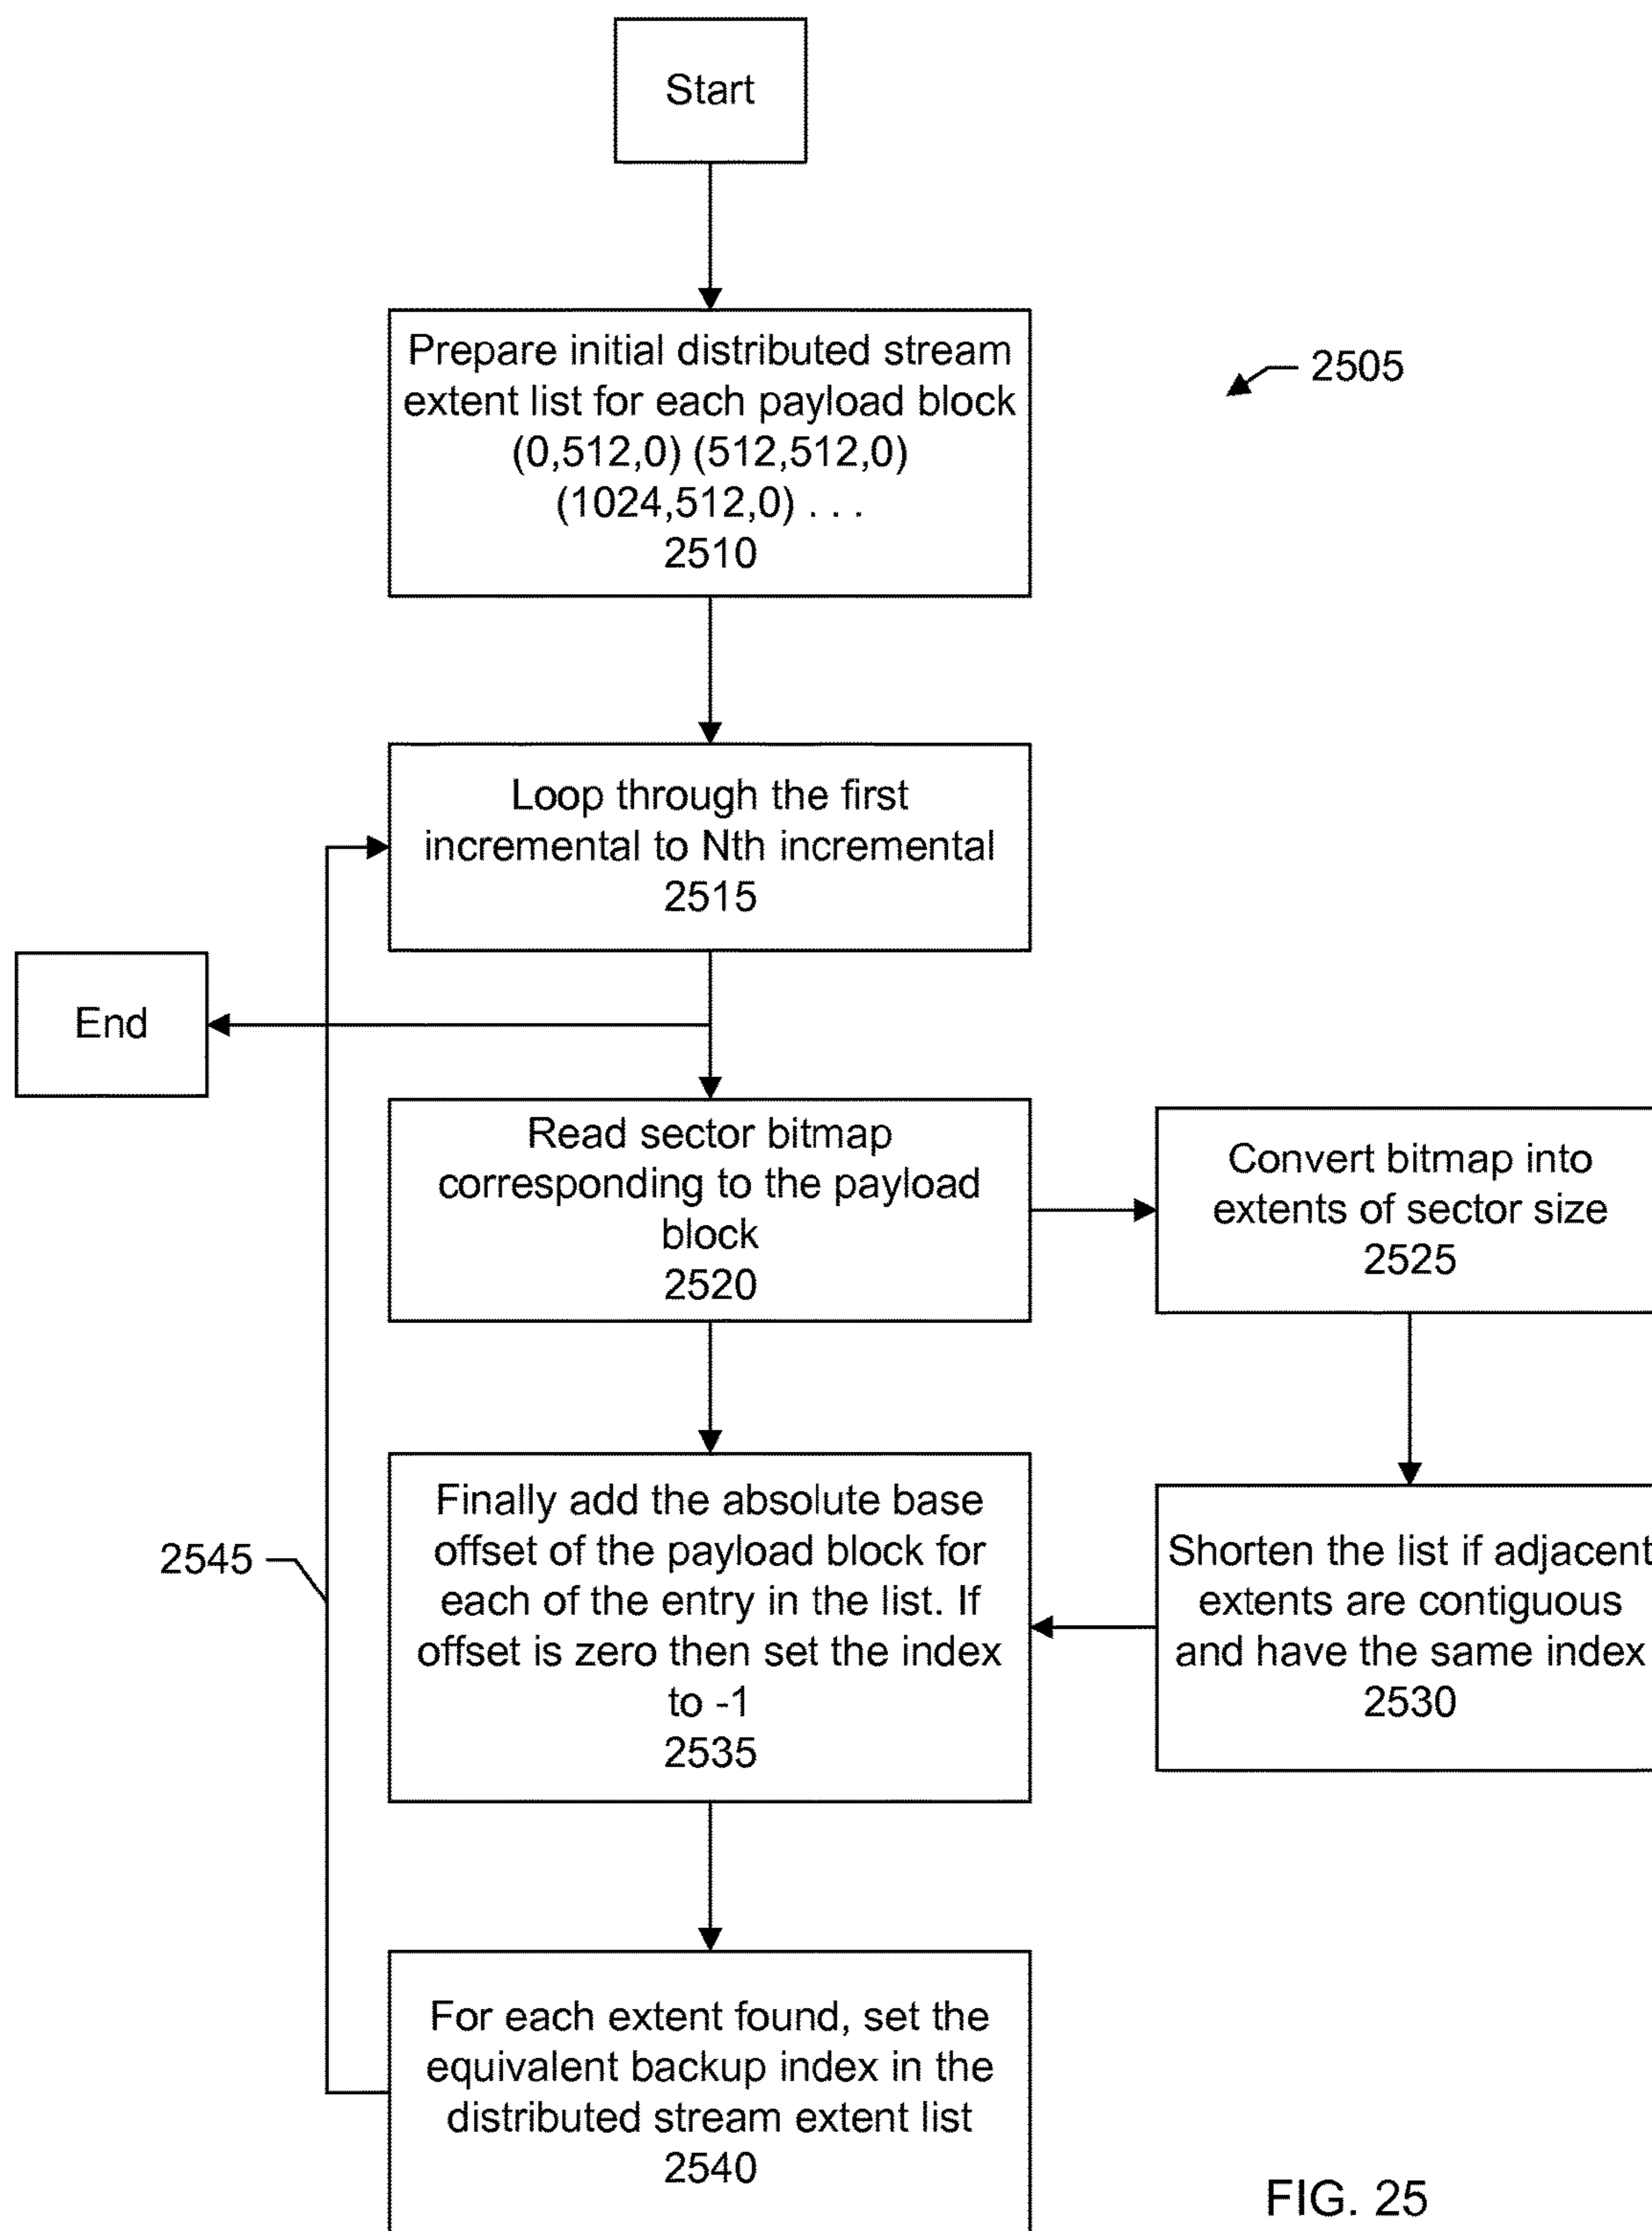 Start
Prepare initial distributed stream
extent list for each payload block
(0,512,0) (512,512,0)
(1024,512,0) . . .
2510
2505
Loop through the first
incremental to Nth incremental
2515
End
Read sector bitmap
corresponding to the payload
block
2520
Convert bitmap into
extents of sector size
2525
Finally add the absolute base
offset of the payload block for
each of the entry in the list. If
offset is zero then set the index
to -1
2535
Shorten the list if adjacent
extents are contiguous
and have the same index
2530
2545
For each extent found, set the
equivalent backup index in the
distributed stream extent list
2540
FIG. 25